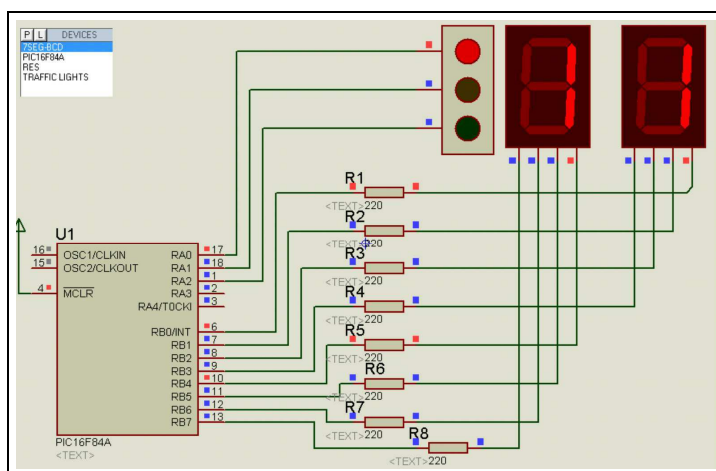 P L DEVICES
7SEG-BCD
PIC16F84A
RES
TRAFFIC LIGHTS
R1
<TEXT>220
R2
<TEXT>220
R3
<TEXT>220
R4
<TEXT>220
R5
<TEXT>220
R6
<TEXT>220
R7
<TEXT>220
R8
<TEXT>220
U1
16 OSC1/CLKIN RA0 17
15 OSC2/CLKOUT RA1 18
RA2 1
4 MCLR RA3 2
RA4/T0CKI 3
RB0/INT 6
RB1 7
RB2 8
RB3 9
RB4 10
RB5 11
RB6 12
RB7 13
PIC16F84A
<TEXT>
1 1